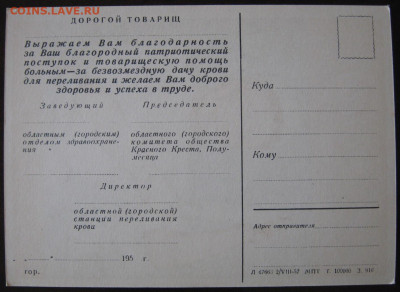 COINS.LAVE.RU
ДОРОГОЙ ТОВАРИЩ
Выражаем Вам благодарность
за Ваш благородный патриотический
поступок и товарищескую помощь
больным—за безвозмездную дачу крови
для переливания и желаем Вам доброго
здоровья и успеха в труде.
Заведующий
Председатель
областным (городским)
отделом здравоохране-
ния
областного (городского)
комитета общества
Красного Креста, Полу-
месяца
Директор
областной (городской)
станции переливания
крова
195 г
гор.
Куда
Кому
Адрес отправителя